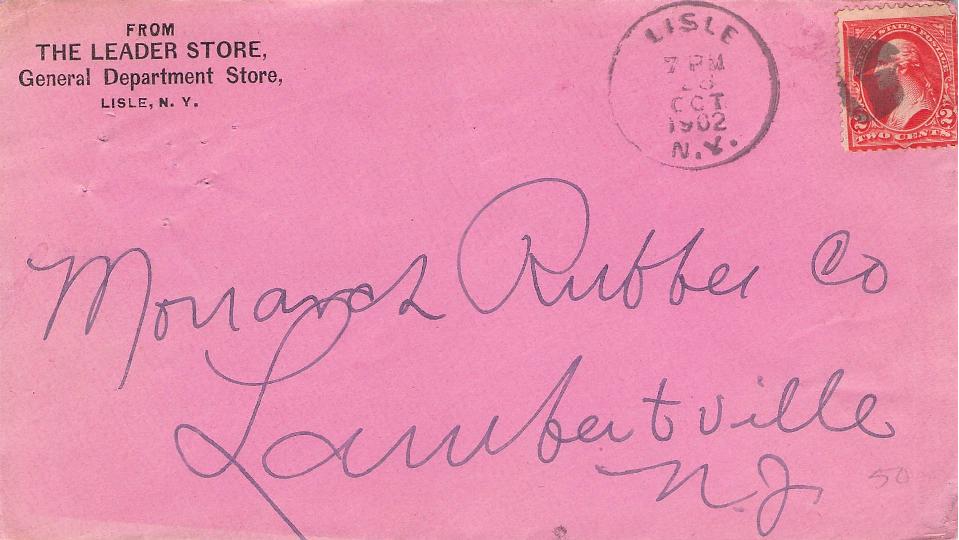 FROM
THE LEADER STORE,
General Department Store,
LISLE, N. Y.
LISLE
7 PM
OCT
1902
N.Y.
UNITED STATES POSTAGE
2 2
TWO CENTS
Monarch Rubber Co
Lambertville
N. J.
50